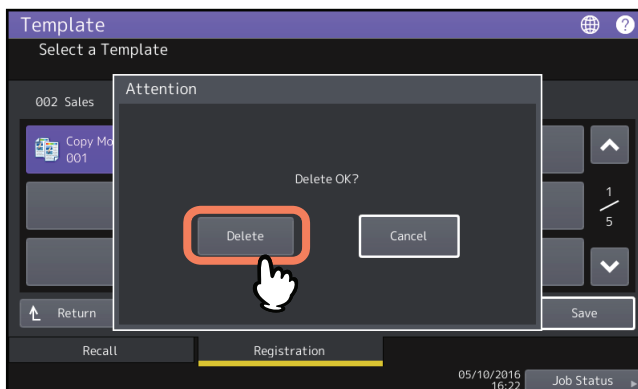 Template
Select a Template
Attention
002 Sales
Copy Mo
001
Delete OK?
Delete
Cancel
1
5
Return
Save
Recall
Registration
05/10/2016
16:22
Job Status